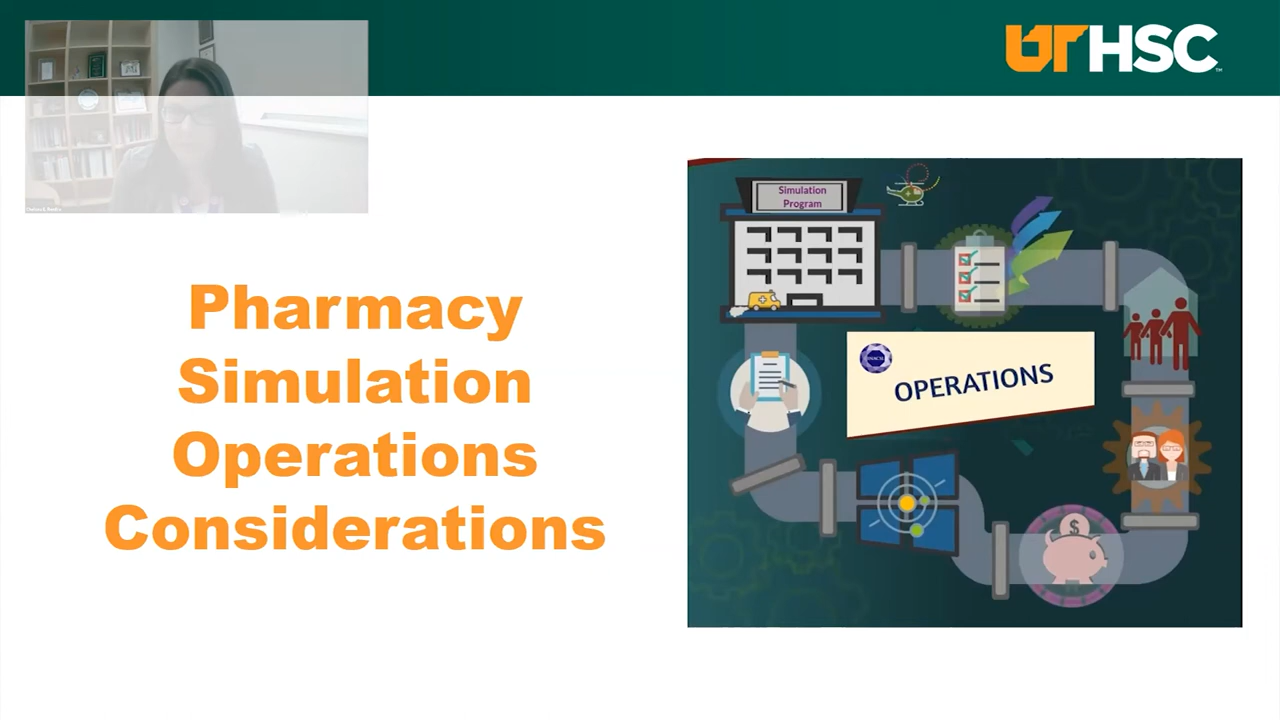 UTHSC
Pharmacy
Simulation
Operations
Considerations
Simulation
Program
OPERATIONS
$